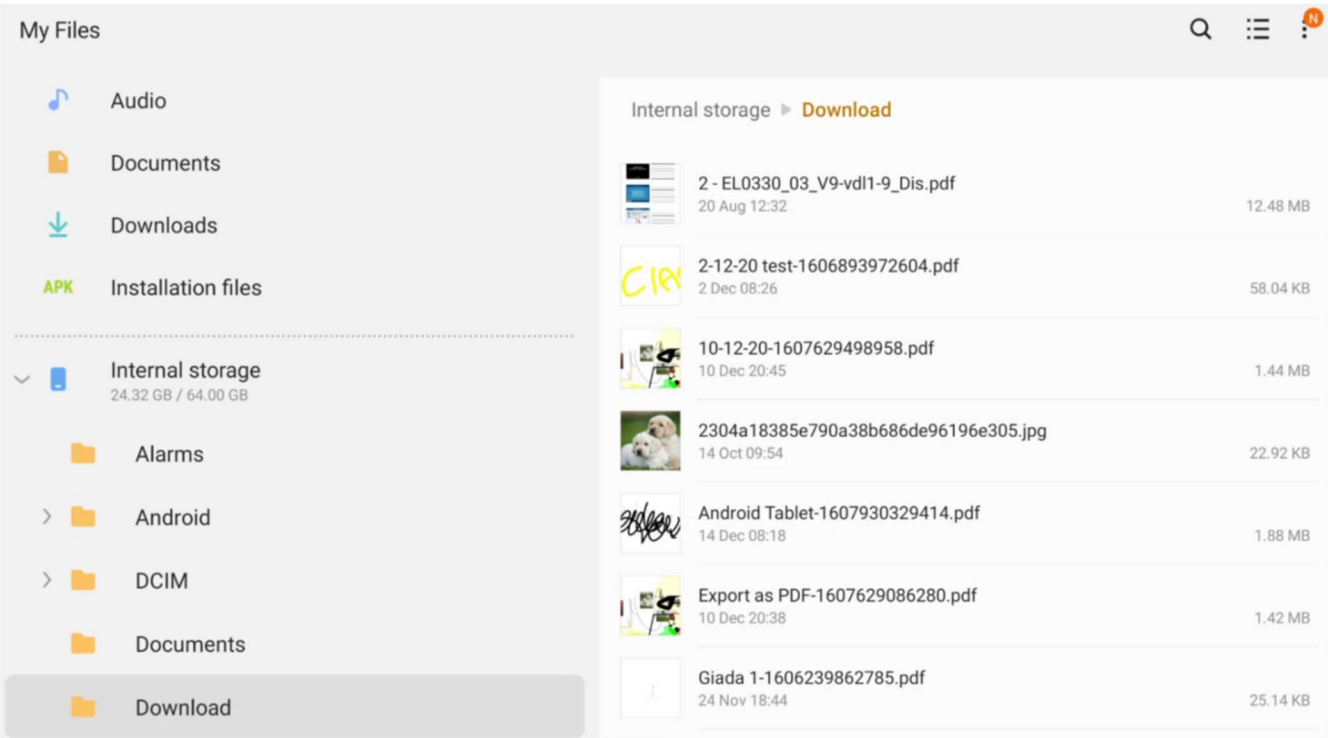 My Files
N
Audio
Documents
Downloads
APK Installation files
Internal storage
24.32 GB / 64.00 GB
Alarms
Android
DCIM
Documents
Download
Internal storage Download
2 - EL0330_03_V9-vdl1-9_Dis.pdf
20 Aug 12:32 12.48 MB
2-12-20 test-1606893972604.pdf
2 Dec 08:26 58.04 KB
10-12-20-1607629498958.pdf
10 Dec 20:45 1.44 MB
2304a18385e790a38b686de96196e305.jpg
14 Oct 09:54 22.92 KB
Android Tablet-1607930329414.pdf
14 Dec 08:18 1.88 MB
Export as PDF-1607629086280.pdf
10 Dec 20:38 1.42 MB
Giada 1-1606239862785.pdf
24 Nov 18:44 25.14 KB